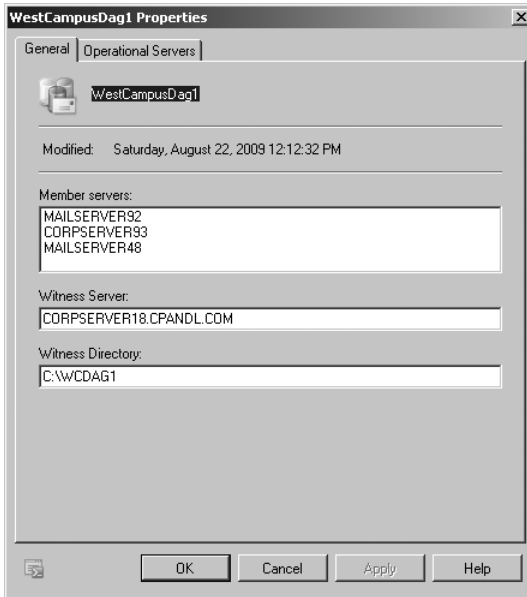 WestCampusDag1 Properties
General
Operational Servers
WestCampusDag1
Modified: Saturday, August 22, 2009 12:12:32 PM
Member servers:
MAILSERVER92
CORPSERVER93
MAILSERVER48
Witness Server:
CORPSERVER18.CPANDL.COM
Witness Directory:
C:\WCDAG1
OK
Cancel
Apply
Help